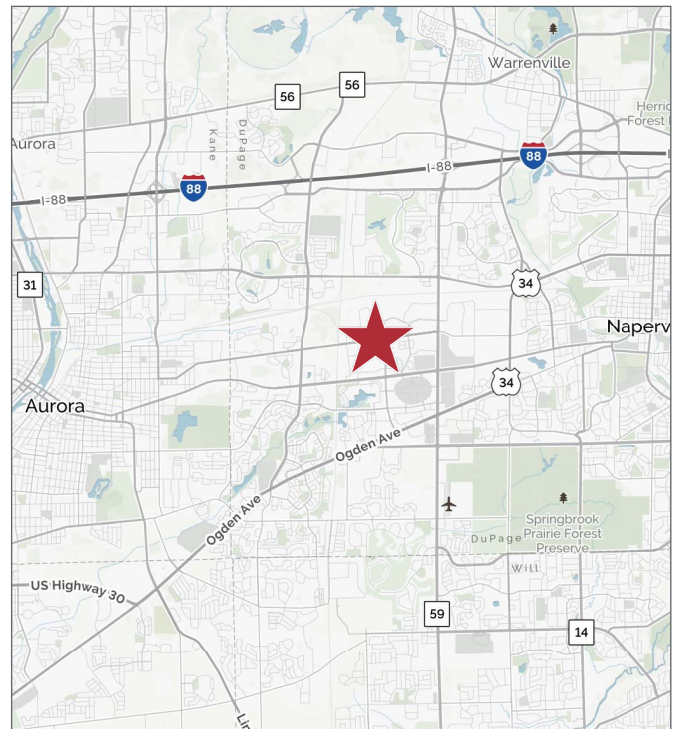 Warrenville
56
56
Herric
Forest
Aurora
Kane
DuPage
88
I-88
88
I-88
31
34
Naperv
34
Aurora
Ogden Ave
Ogden Ave
Springbrook
Prairie Forest
Preserve
DuPage
Will
US Highway 30
59
14
Lin